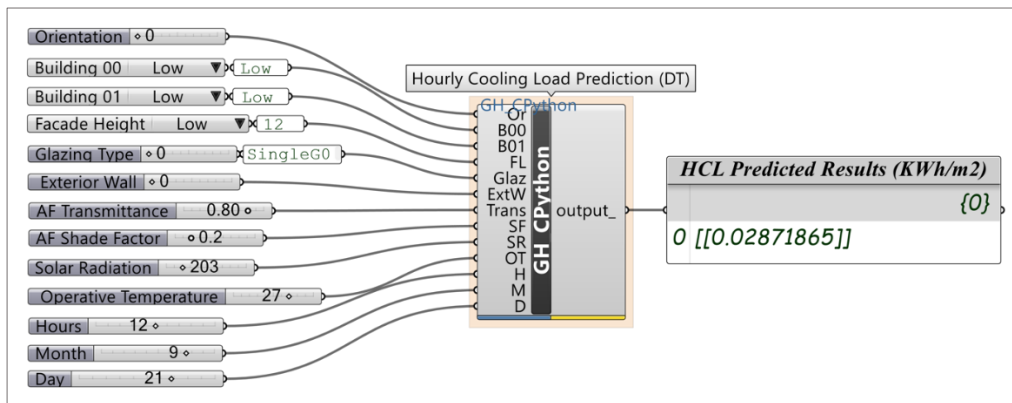 Orientation 0
Building 00 Low Low
Building 01 Low Low
Facade Height Low 12
Glazing Type 0 SingleG0
Exterior Wall 0
AF Transmittance 0.80
AF Shade Factor 0.2
Solar Radiation 203
Operative Temperature 27
Hours 12
Month 9
Day 21
Hourly Cooling Load Prediction (DT)
GH_CPython
Or
B00
B01
FL
Glaz
ExtW
Trans
SF
SR
OT
H
M
D
GH CPython
output_
HCL Predicted Results (KWh/m2)
{0}
0 [[0.02871865]]